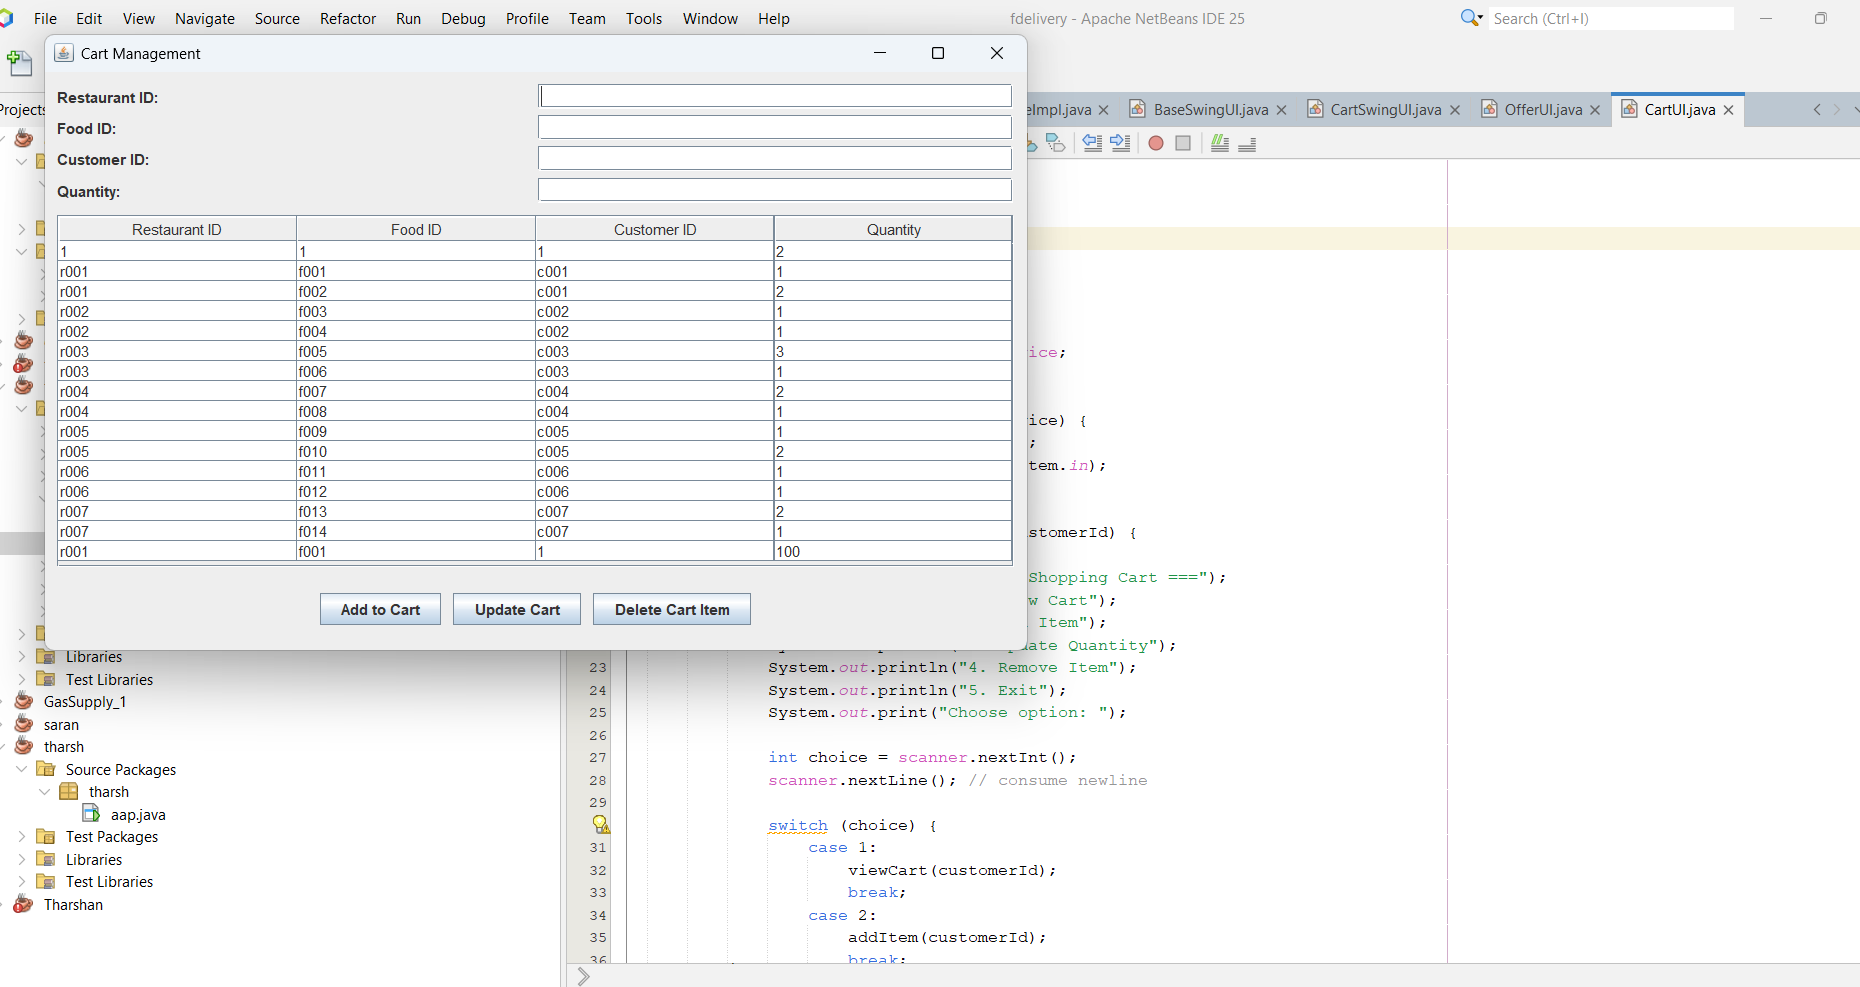 File Edit View Navigate Source Refactor Run Debug Profile Team Tools Window Help
fdelivery - Apache NetBeans IDE 25
Search (Ctrl+I)
Cart Management
Projects
eImpl.java BaseSwingUI.java CartSwingUI.java OfferUI.java CartUI.java
Restaurant ID:
Food ID:
Customer ID:
Quantity:
Restaurant ID Food ID Customer ID Quantity
1 1 1 2
r001 f001 c001 1
r001 f002 c001 2
r002 f003 c002 1
r002 f004 c002 1
r003 f005 c003 3
r003 f006 c003 1
r004 f007 c004 2
r004 f008 c004 1
r005 f009 c005 1
r005 f010 c005 2
r006 f011 c006 1
r006 f012 c006 1
r007 f013 c007 2
r007 f014 c007 1
r001 f001 1 100
Add to Cart Update Cart Delete Cart Item
Libraries
Test Libraries
GasSupply_1
saran
tharsh
Source Packages
tharsh
aap.java
Test Packages
Libraries
Test Libraries
Tharshan
ice;
ice) {
;
tem.in);
stomerId) {
Shopping Cart ===");
w Cart");
Item");
ate Quantity");
23 System.out.println("4. Remove Item");
24 System.out.println("5. Exit");
25 System.out.print("Choose option: ");
26
27 int choice = scanner.nextInt();
28 scanner.nextLine(); // consume newline
29
switch (choice) {
31 case 1:
32 viewCart(customerId);
33 break;
34 case 2:
35 addItem(customerId);
36 break;